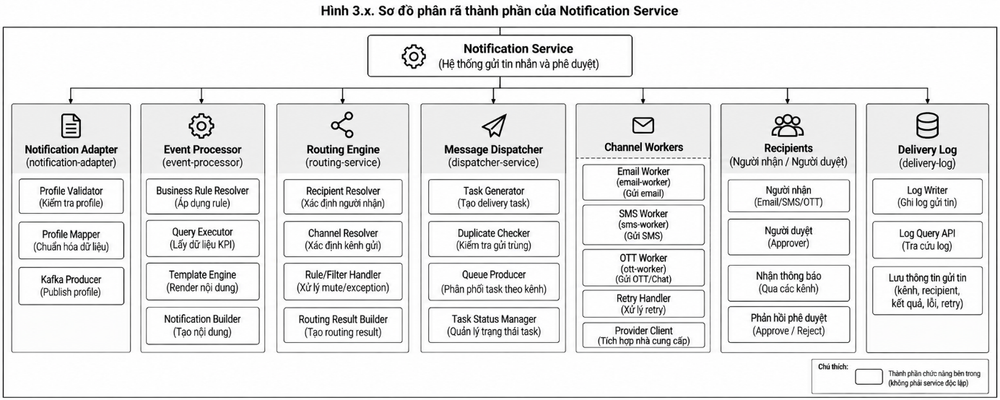 Hình 3.x. Sơ đồ phân rã thành phần của Notification Service
Notification Service
(Hệ thống gửi tin nhắn và phê duyệt)
Notification Adapter
(notification-adapter)
Profile Validator
(Kiểm tra profile)
Profile Mapper
(Chuẩn hóa dữ liệu)
Kafka Producer
(Publish profile)
Event Processor
(event-processor)
Business Rule Resolver
(Áp dụng rule)
Query Executor
(Lấy dữ liệu KPI)
Template Engine
(Render nội dung)
Notification Builder
(Tạo nội dung)
Routing Engine
(routing-service)
Recipient Resolver
(Xác định người nhận)
Channel Resolver
(Xác định kênh gửi)
Rule/Filter Handler
(Xử lý mute/exception)
Routing Result Builder
(Tạo routing result)
Message Dispatcher
(dispatcher-service)
Task Generator
(Tạo delivery task)
Duplicate Checker
(Kiểm tra gửi trùng)
Queue Producer
(Phân phối task theo kênh)
Task Status Manager
(Quản lý trạng thái task)
Channel Workers
Email Worker
(email-worker)
(Gửi email)
SMS Worker
(sms-worker)
(Gửi SMS)
OTT Worker
(ott-worker)
(Gửi OTT/Chat)
Retry Handler
(Xử lý retry)
Provider Client
(Tích hợp nhà cung cấp)
Recipients
(Người nhận / Người duyệt)
Người nhận
(Email/SMS/OTT)
Người duyệt
(Approver)
Nhận thông báo
(Qua các kênh)
Phản hồi phê duyệt
(Approve / Reject)
Delivery Log
(delivery-log)
Log Writer
(Ghi log gửi tin)
Log Query API
(Tra cứu log)
Lưu thông tin gửi tin
(kênh, recipient,
kết quả, lỗi, retry)
Chú thích:
Thành phần chức năng bên trong
(không phải service độc lập)